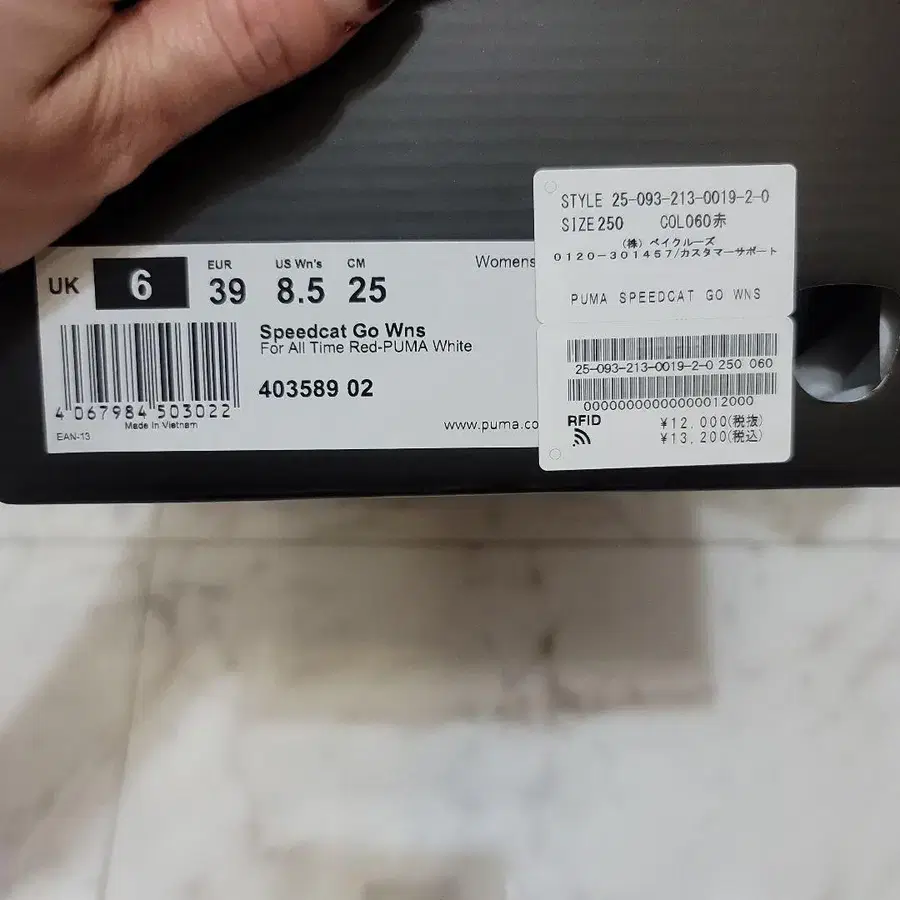 UK 6
EUR 39
US Wn's 8.5
CM 25
Womens
Speedcat Go Wns
For All Time Red-PUMA White
403589 02
4 067984 503022
Made in Vietnam
EAN-13
www.puma.co
STYLE 25-093-213-0019-2-0
SIZE 250 COL060赤
(株) ベイクルーズ
0120-301457/カスタマーサポート
PUMA SPEEDCAT GO WNS
25-093-213-0019-2-0 250 060
00000000000000012000
RFID
¥12,000(税抜)
¥13,200(税込)